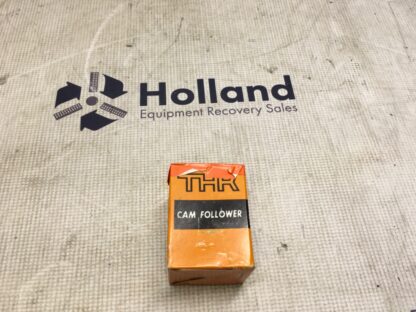 Holland
Equipment Recovery Sales
THK
CAM FOLLOWER